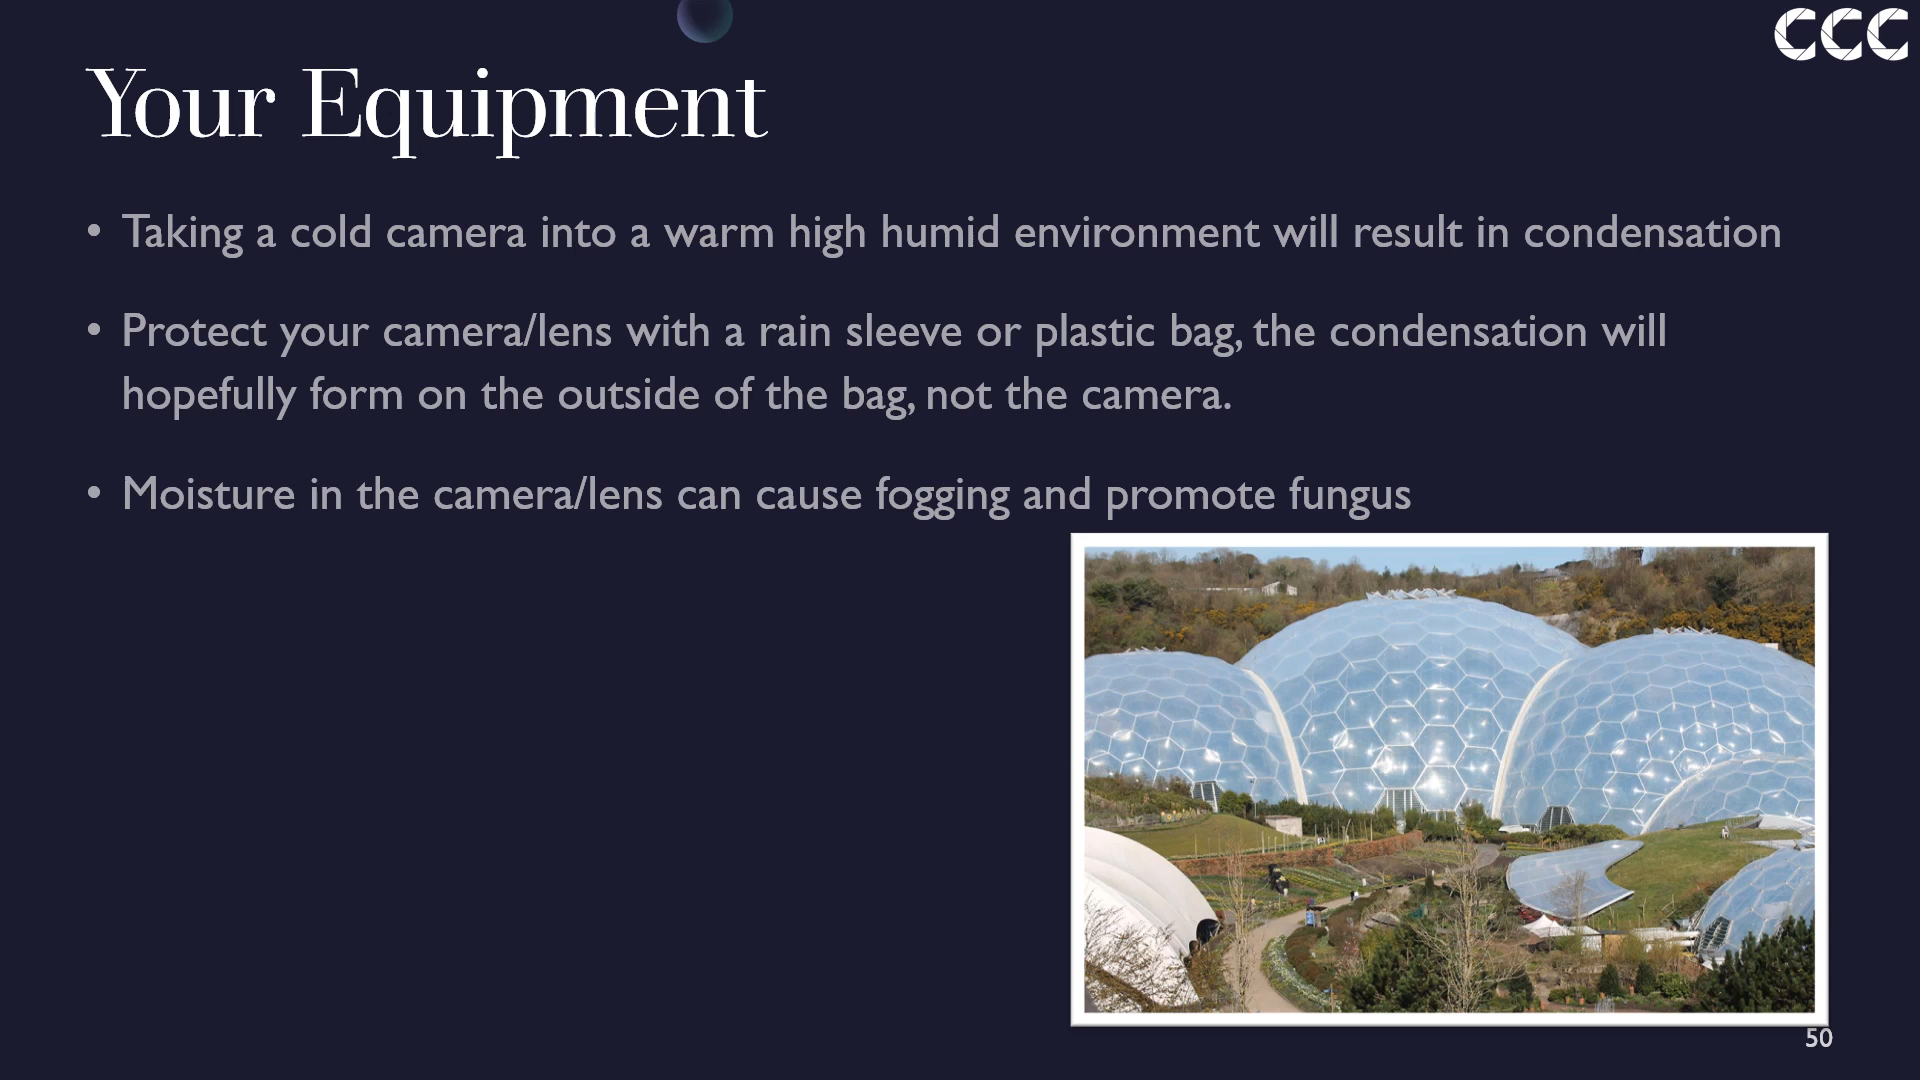 CCC
Your Equipment
• Taking a cold camera into a warm high humid environment will result in condensation
• Protect your camera/lens with a rain sleeve or plastic bag, the condensation will
hopefully form on the outside of the bag, not the camera.
• Moisture in the camera/lens can cause fogging and promote fungus
50